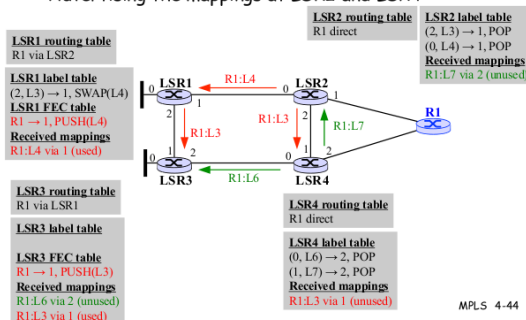 LSR2 routing table
R1 direct
LSR2 label table
(2, L3) → 1, POP
(0, L4) → 1, POP
Received mappings
R1:L7 via 2 (unused)
LSR1 routing table
R1 via LSR2
LSR1 label table
(2, L3) → 1, SWAP(L4)
LSR1 FEC table
R1 → 1, PUSH(L4)
Received mappings
R1:L4 via 1 (used)
LSR1
R1:L4
LSR2
0
1
0
1
2
2
R1:L3
R1:L3
R1:L7
R1
0
1
2
0
1
2
LSR3
R1:L6
LSR4
LSR3 routing table
R1 via LSR1
LSR3 label table
LSR3 FEC table
R1 → 1, PUSH(L3)
Received mappings
R1:L6 via 2 (unused)
R1:L3 via 1 (used)
LSR4 routing table
R1 direct
LSR4 label table
(0, L6) → 2, POP
(1, L7) → 2, POP
Received mappings
R1:L3 via 1 (unused)
MPLS 4-44